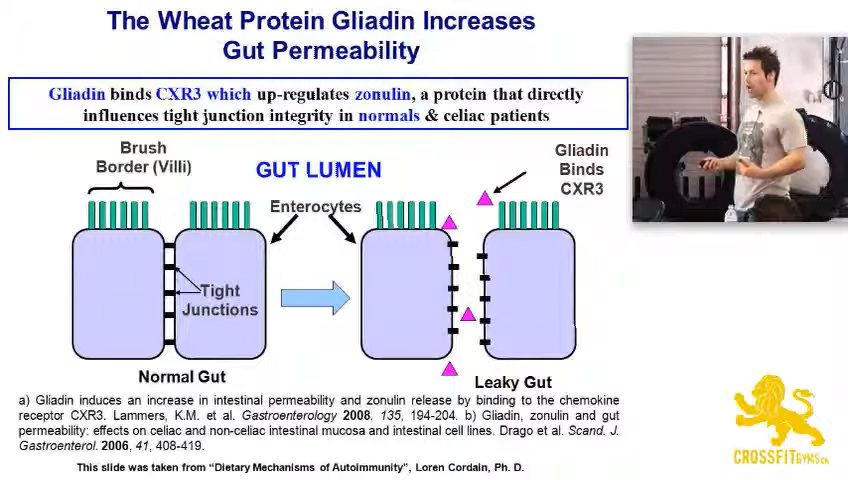 The Wheat Protein Gliadin Increases
Gut Permeability
Gliadin binds CXR3 which up-regulates zonulin, a protein that directly
influences tight junction integrity in normals & celiac patients
Brush
Border (Villi)
GUT LUMEN
Gliadin
Binds
CXR3
Enterocytes
Tight
Junctions
Normal Gut
Leaky Gut
a) Gliadin induces an increase in intestinal permeability and zonulin release by binding to the chemokine
receptor CXR3. Lammers, K.M. et al. Gastroenterology 2008, 135, 194-204. b) Gliadin, zonulin and gut
permeability: effects on celiac and non-celiac intestinal mucosa and intestinal cell lines. Drago et al. Scand. J.
Gastroenterol. 2006, 41, 408-419.
This slide was taken from “Dietary Mechanisms of Autoimmunity”, Loren Cordain, Ph. D.
CROSSFITGYMS.CA